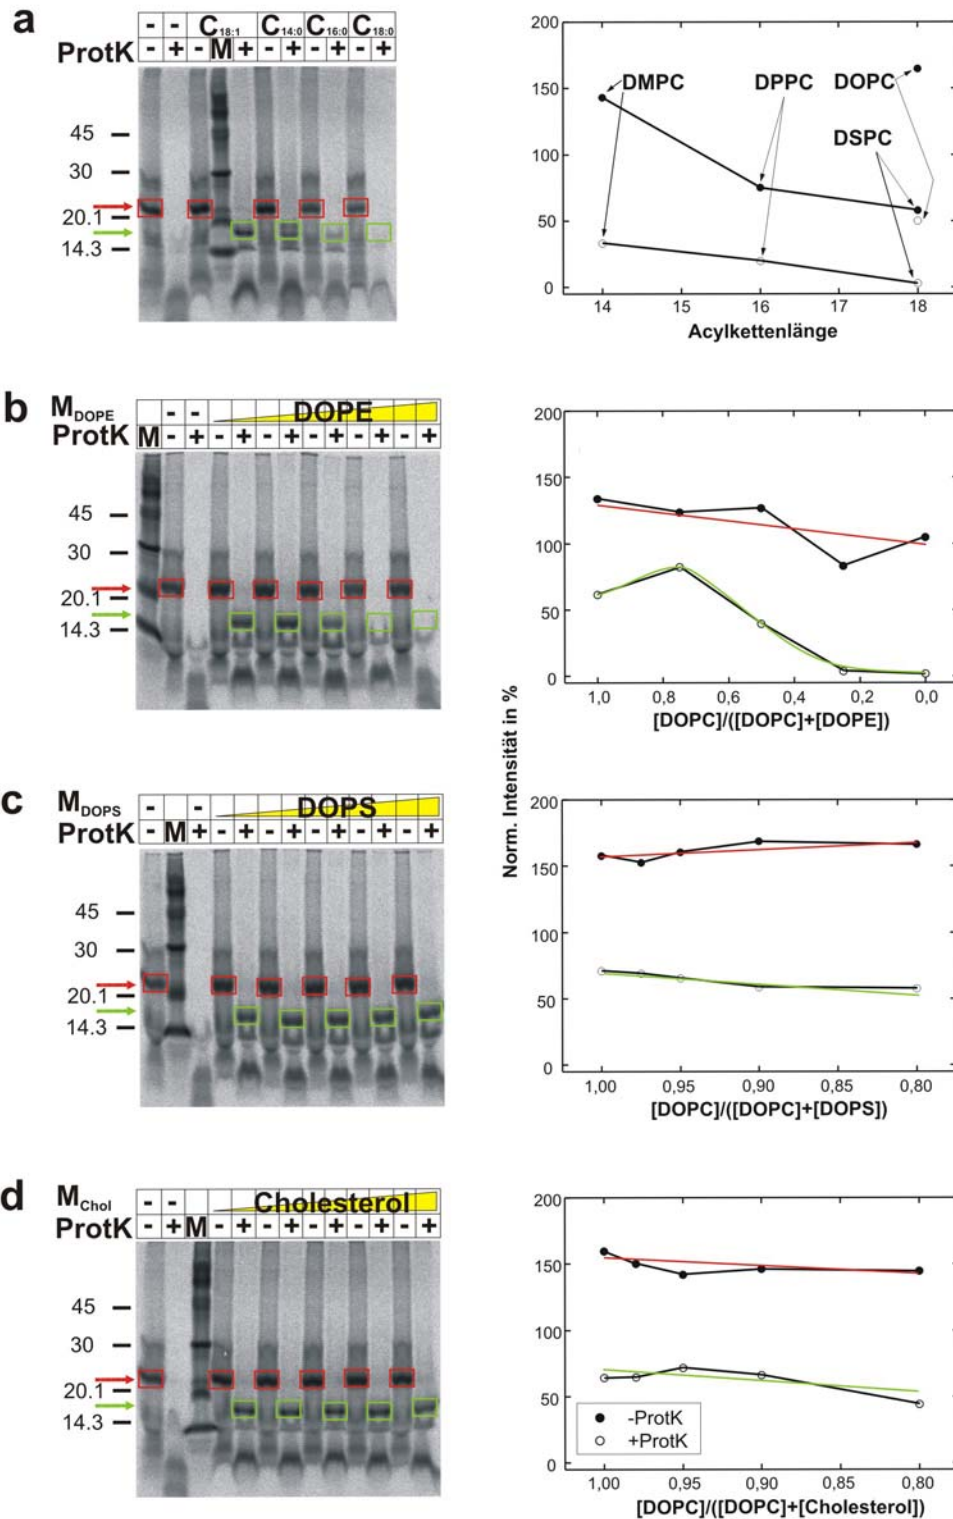 a
- - C18:1 C14:0 C16:0 C18:0
ProtK - + - M + - + - + - +
45
30
20.1
14.3
200
150
100
50
0
DMPC DPPC DOPC
DSPC
14 15 16 17 18
Acylkettenlänge
b
MDOPE - - DOPE
ProtK M - + - + - + - + - + - +
45
30
20.1
14.3
200
150
100
50
0
1,0 0,8 0,6 0,4 0,2 0,0
[DOPC]/([DOPC]+[DOPE])
Norm. Intensität in %
c
MDOPS - - DOPS
ProtK - M + - + - + - + - + - +
45
30
20.1
14.3
200
150
100
50
0
1,00 0,95 0,90 0,85 0,80
[DOPC]/([DOPC]+[DOPS])
d
MChol - - Cholesterol
ProtK - + M - + - + - + - + - +
45
30
20.1
14.3
200
150
100
50
0
-ProtK
+ProtK
1,00 0,95 0,90 0,85 0,80
[DOPC]/([DOPC]+[Cholesterol])